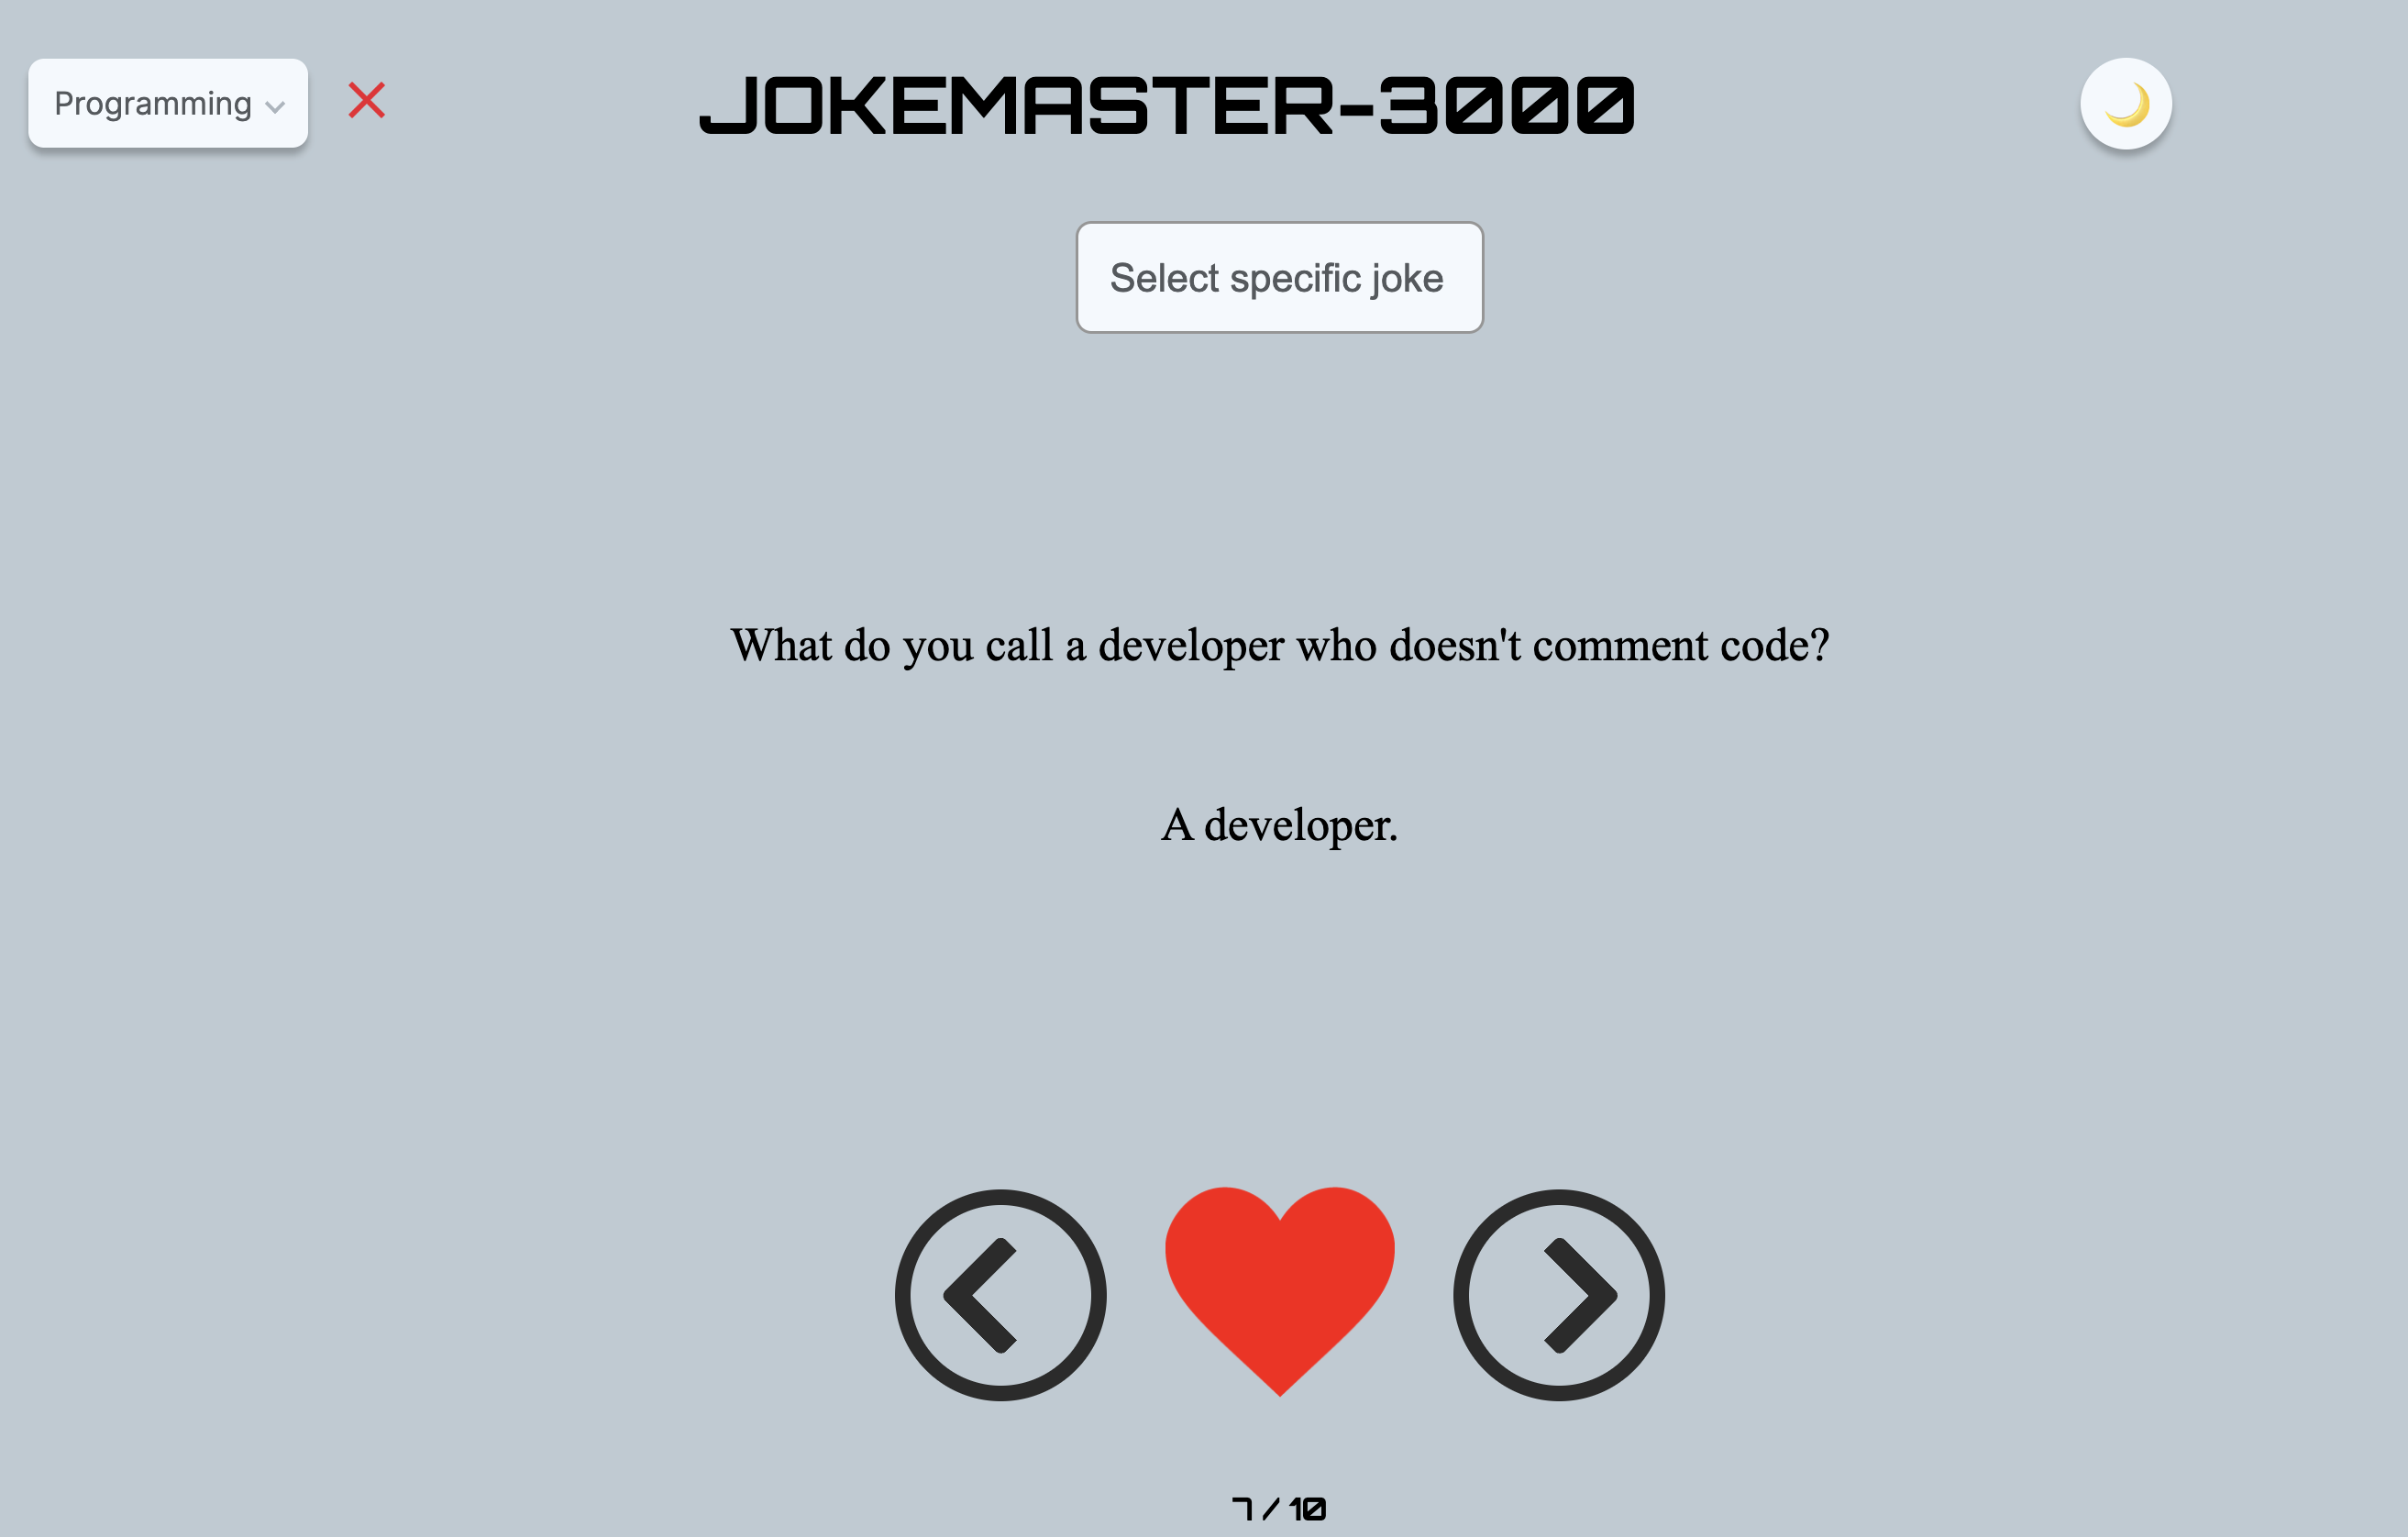 Programming
JOKEMASTER-3000
Select specific joke
What do you call a developer who doesn't comment code?
A developer.
7/10